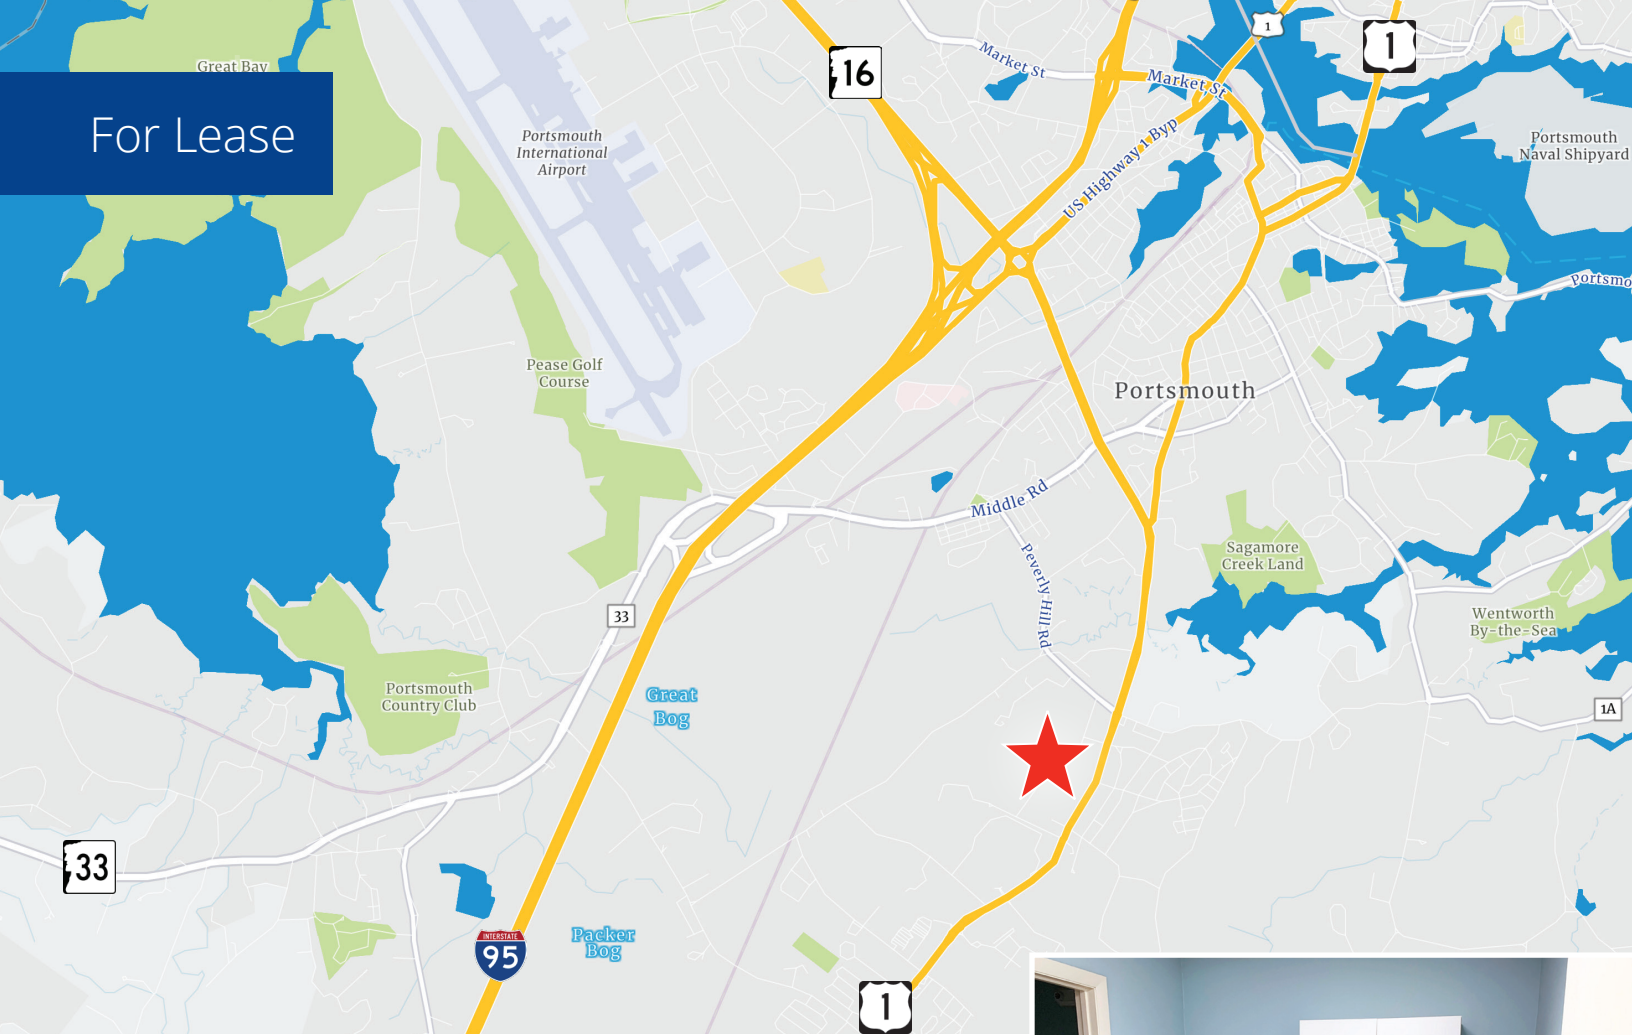 Great Bay
For Lease
Portsmouth
International
Airport
16
Market St
Market St
1
1
US Highway 1 Byp
Portsmouth
Naval Shipyard
Portsmo
Pease Golf
Course
Portsmouth
Middle Rd
Peverly Hill Rd
Sagamore
Creek Land
Wentworth
By-the-Sea
33
Portsmouth
Country Club
Great
Bog
1A
33
INTERSTATE
95
Packer
Bog
1